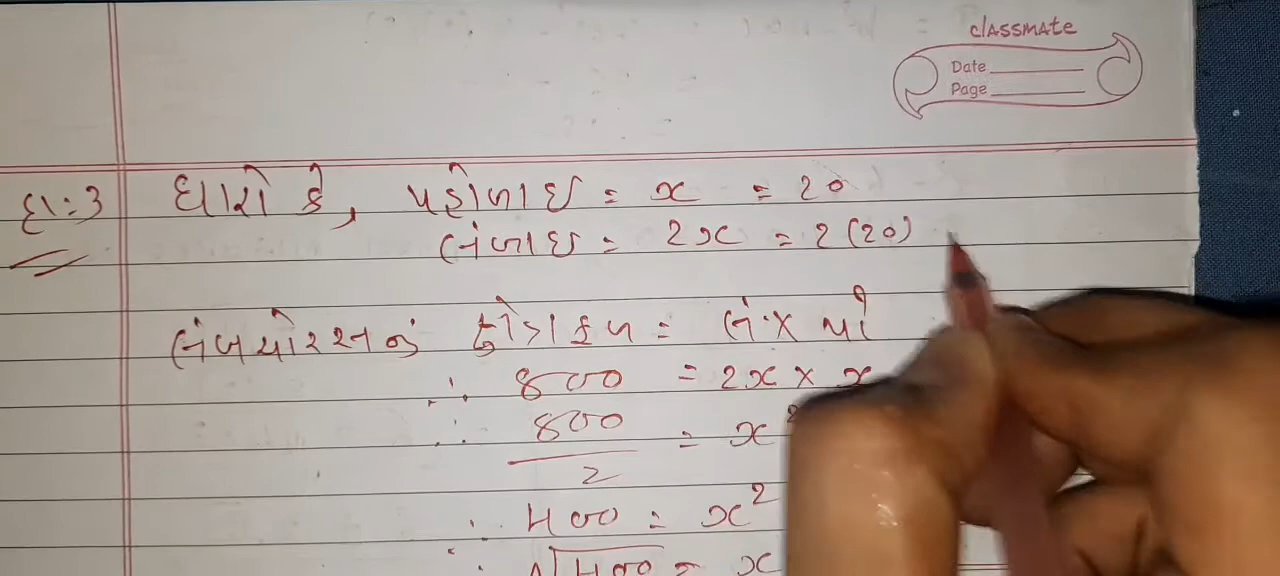 classmate
Date
Page
દા:3 ધારો કે, પહોળાઇ = x = 20
લંબાઇ = 2x = 2(20)
લંબચોરસનું ક્ષેત્રફળ = લં. x પ
∴ 800 = 2x × x
∴ 800/2 = x²
∴ 400 = x²
∴ √400 = x